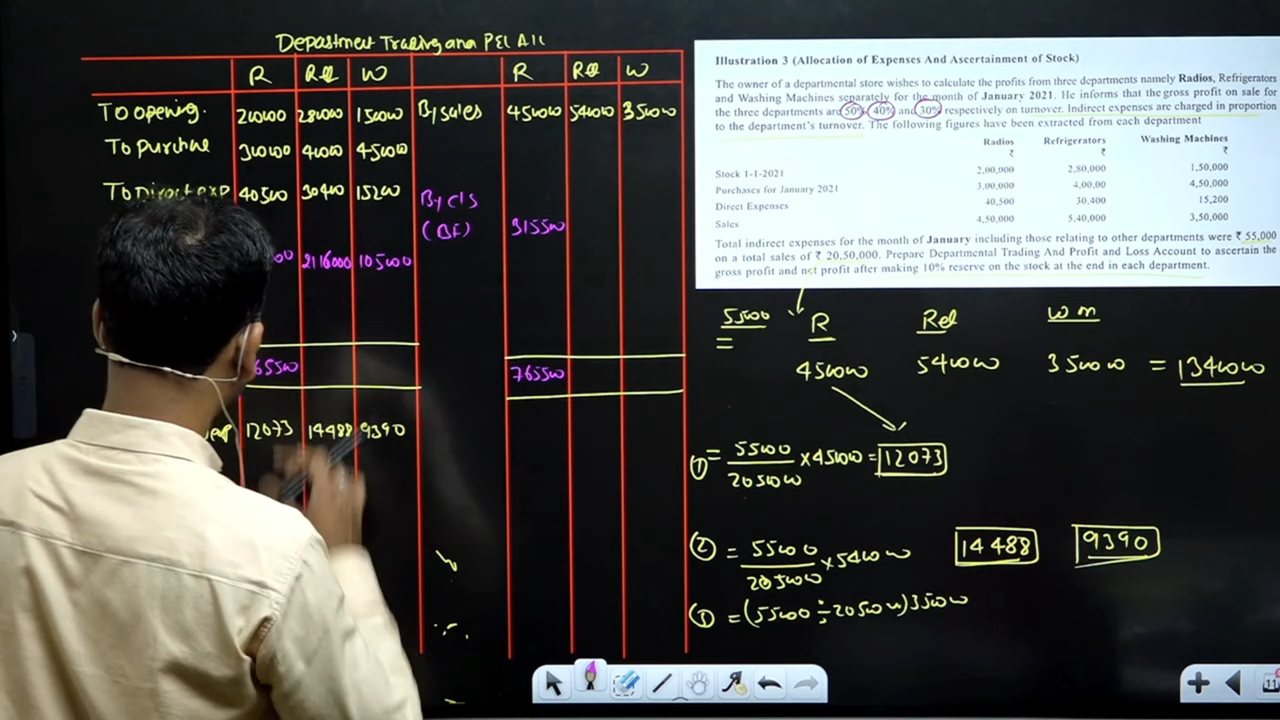 Department Trading and P&L A/c
R Ref W R Ref W
To opening. 200000 280000 150000 By sales 450000 540000 350000
To purchase 300000 40000 450000
To Direct exp 40500 30400 15200 By c/s
(BF) 315500
00 2116000 105000
65500 765500
exp 12073 14488 9390
Illustration 3 (Allocation of Expenses And Ascertainment of Stock)
The owner of a departmental store wishes to calculate the profits from three departments namely Radios, Refrigerators
and Washing Machines separately for the month of January 2021. He informs that the gross profit on sale for
the three departments are 50%, 40% and 30% respectively on turnover. Indirect expenses are charged in proportion
to the department's turnover. The following figures have been extracted from each department
Radios Refrigerators Washing Machines
₹ ₹ ₹
Stock 1-1-2021 2,00,000 2,80,000 1,50,000
Purchases for January 2021 3,00,000 4,00,00 4,50,000
Direct Expenses 40,500 30,400 15,200
Sales 4,50,000 5,40,000 3,50,000
Total indirect expenses for the month of January including those relating to other departments were ₹ 55,000
on a total sales of ₹ 20,50,000. Prepare Departmental Trading And Profit and Loss Account to ascertain the
gross profit and net profit after making 10% reserve on the stock at the end in each department.
55000 R Ref W m
=
450000 540000 350000 = 1340000
① = 55000/2050000 × 450000 = 12073
② = 55000/2050000 × 540000 14488 9390
① = (55000 ÷ 2050000) 350000
11